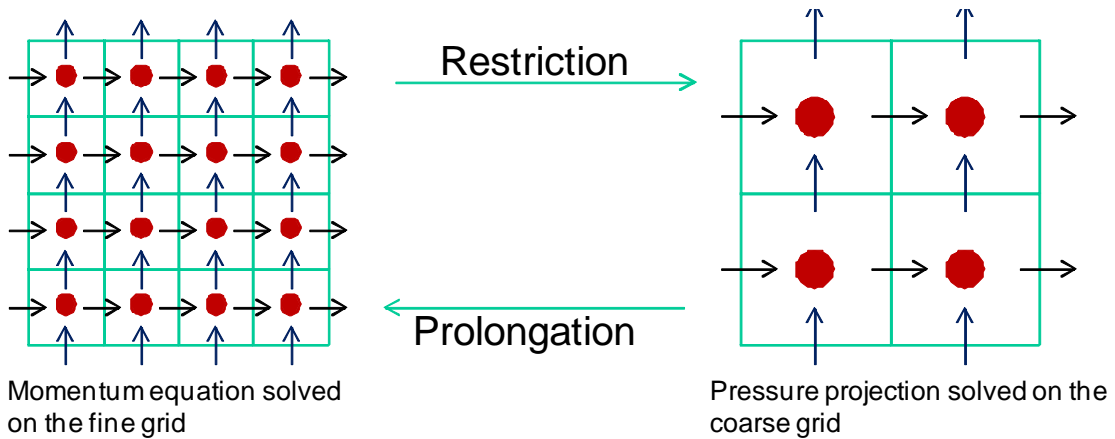 Restriction
Prolongation
Momentum equation solved
on the fine grid
Pressure projection solved on the
coarse grid